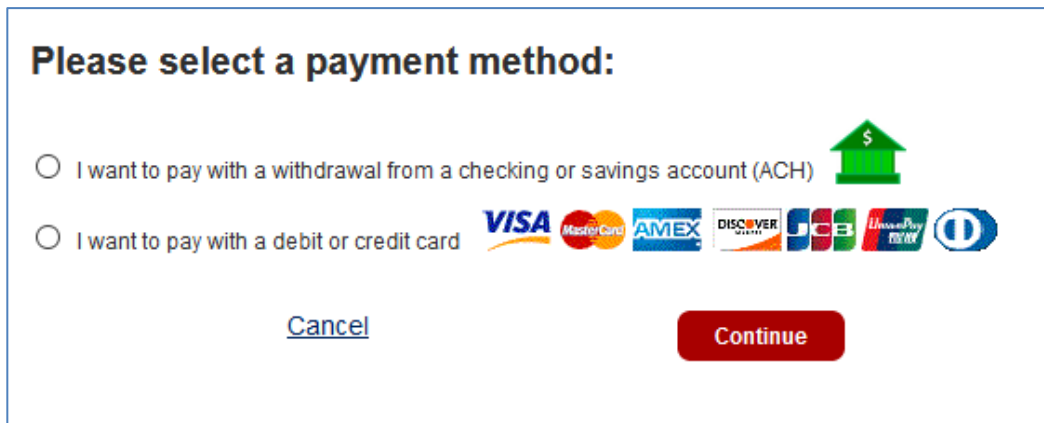 Please select a payment method:
$
I want to pay with a withdrawal from a checking or savings account (ACH)
I want to pay with a debit or credit card VISA MasterCard AMEX DISCOVER JCB UnionPay
Cancel Continue